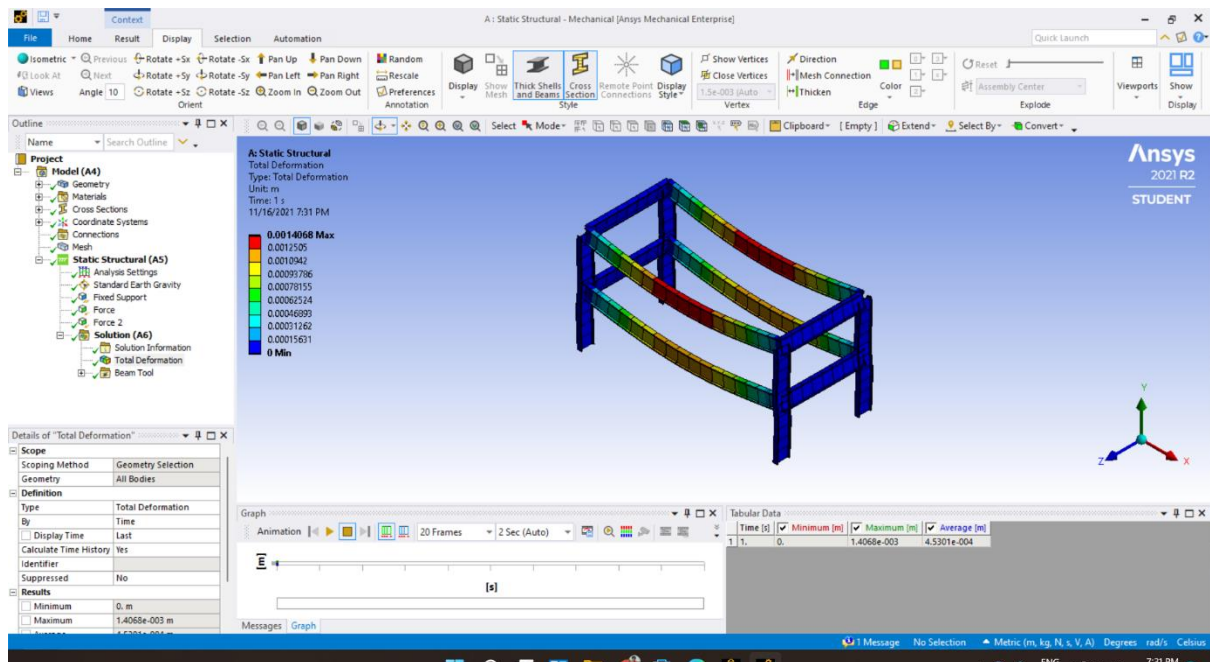 Context
A : Static Structural - Mechanical [Ansys Mechanical Enterprise]
File Home Result Display Selection Automation Quick Launch
Isometric Previous Rotate +Sx Rotate -Sx Pan Up Pan Down
Look At Next Rotate +Sy Rotate -Sy Pan Left Pan Right
Views Angle 10 Rotate +Sz Rotate -Sz Zoom In Zoom Out
Orient
Random
Rescale
Preferences
Annotation
Display Show Mesh Thick Shells and Beams Cross Section Remote Point Connections Display Style
Style
Show Vertices
Close Vertices
1.5e-003 (Auto
Vertex
Direction
Mesh Connection
Thicken
Color
Edge
Reset
Assembly Center
Explode
Viewports
Show
Display
Outline
Name Search Outline
Select Mode Clipboard [ Empty ] Extend Select By Convert
Project
Model (A4)
Geometry
Materials
Cross Sections
Coordinate Systems
Connections
Mesh
Static Structural (A5)
Analysis Settings
Standard Earth Gravity
Fixed Support
Force
Force 2
Solution (A6)
Solution Information
Total Deformation
Beam Tool
A: Static Structural
Total Deformation
Type: Total Deformation
Unit: m
Time: 1 s
11/16/2021 7:31 PM
0.0014068 Max
0.0012505
0.0010942
0.00093786
0.00078155
0.00062524
0.00046893
0.00031262
0.00015631
0 Min
Ansys
2021 R2
STUDENT
Y
Z
X
Details of "Total Deformation"
Scope
Scoping Method Geometry Selection
Geometry All Bodies
Definition
Type Total Deformation
By Time
Display Time Last
Calculate Time History Yes
Identifier
Suppressed No
Results
Minimum 0. m
Maximum 1.4068e-003 m
Average 4.5301e-004 m
Graph
Animation 20 Frames 2 Sec (Auto)
[m]
[s]
Messages Graph
Tabular Data
Time [s] Minimum [m] Maximum [m] Average [m]
1 1. 0. 1.4068e-003 4.5301e-004
1 Message No Selection Metric (m, kg, N, s, V, A) Degrees rad/s Celsius
ENG 7:31 PM